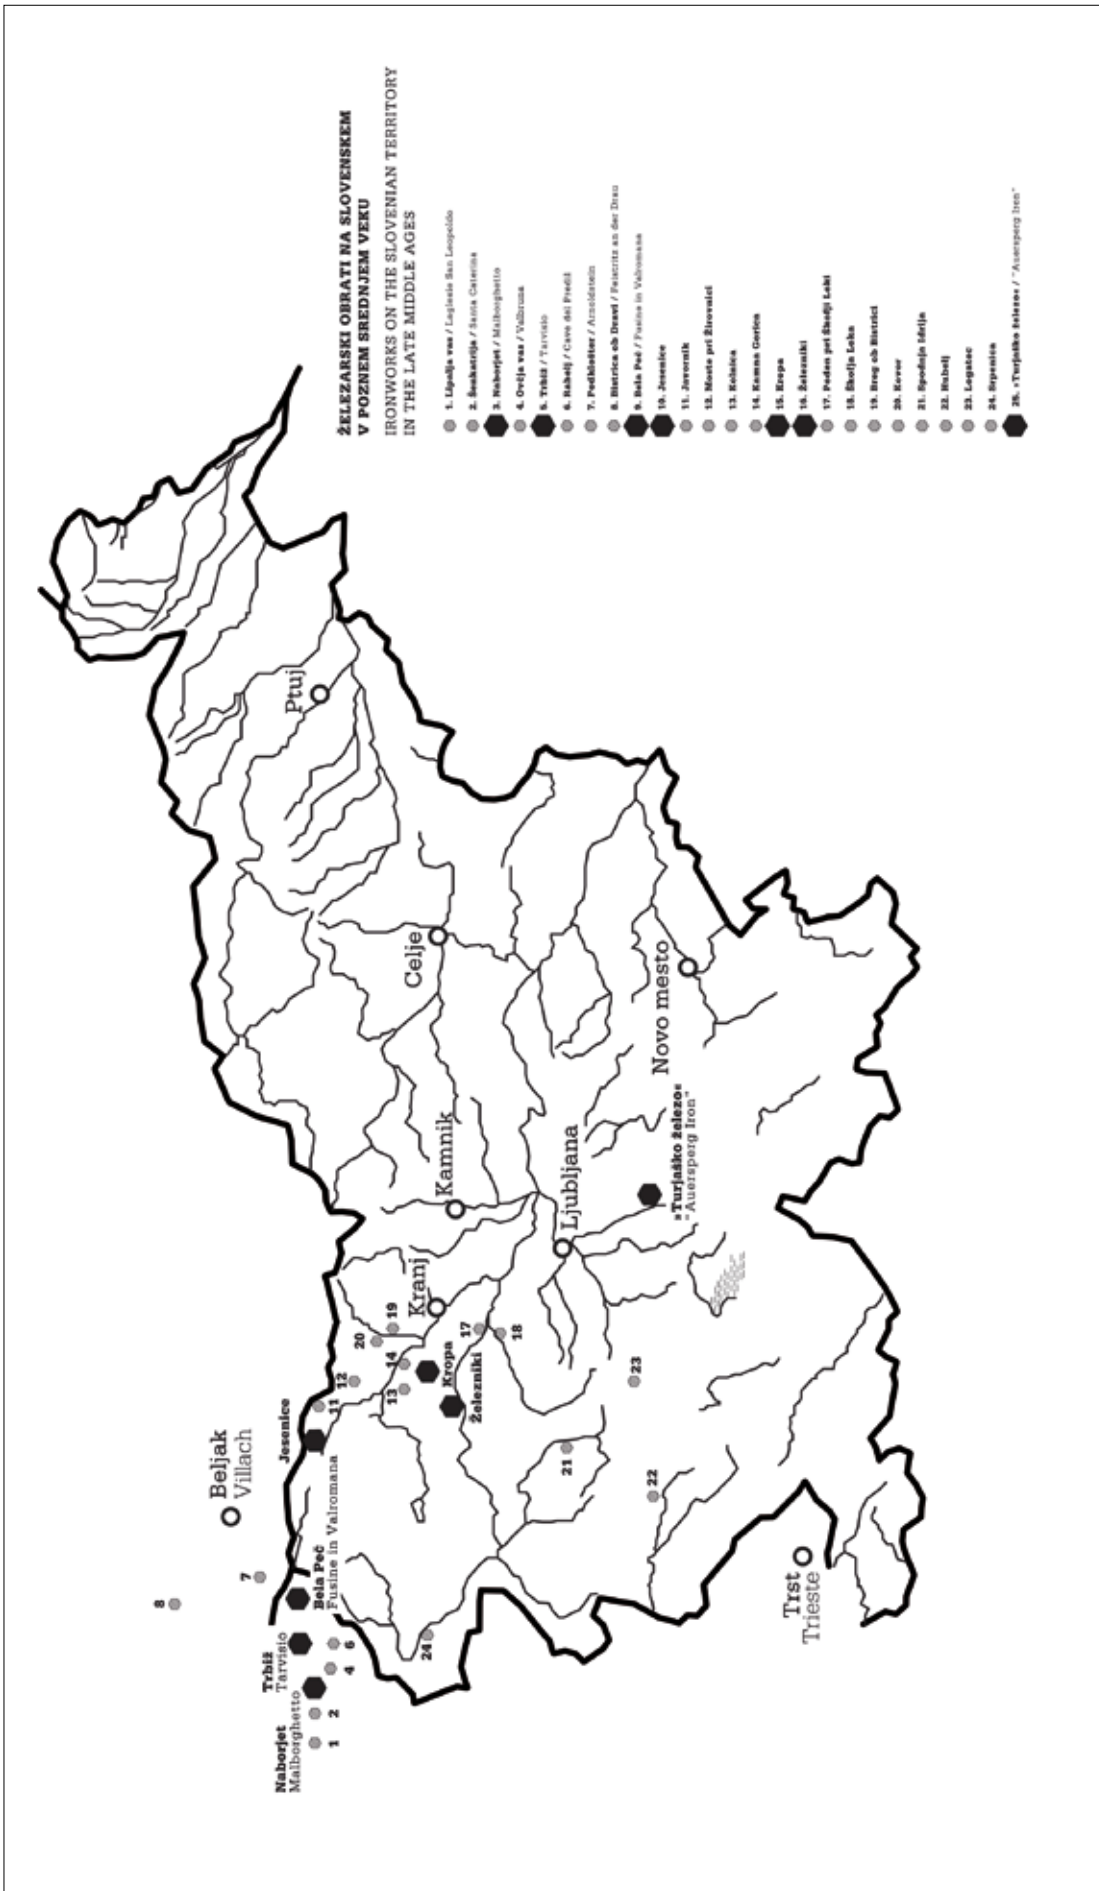 ŽELEZARSKI OBRATI NA SLOVENSKEM
V POZNEM SREDNJEM VEKU
IRONWORKS ON THE SLOVENIAN TERRITORY
IN THE LATE MIDDLE AGES
1. Lipalja vas / Laglesie San Leopoldo
2. Šenkatrija / Santa Caterina
3. Naborjet / Malborghetto
4. Ovčja vas / Valbruna
5. Trbiž / Tarvisio
6. Rabelj / Cave del Predil
7. Podklošter / Arnoldstein
8. Bistrica ob Dravi / Feistritz an der Drau
9. Bela Peč / Fusine in Valromana
10. Jesenice
11. Javornik
12. Moste pri Žirovnici
13. Kolnica
14. Kamna Gorica
15. Kropa
16. Železniki
17. Poden pri Škofji Loki
18. Škofja Loka
19. Breg ob Bistrici
20. Kovor
21. Spodnja Idrija
22. Hubelj
23. Logatec
24. Srpenica
25. »Turjaško železo« / "Auersperg Iron"
Naborjet
Malborghetto
Trbiž
Tarvisio
Bela Peč
Fusine in Valromana
Beljak
Villach
Jesenice
1
2
4
6
7
8
11
12
13
14
19
20
Kropa
Železniki
17
18
21
22
23
24
Kranj
Kamnik
Ljubljana
Celje
Ptuj
Novo mesto
»Turjaško železo«
"Auersperg Iron"
Trst
Trieste